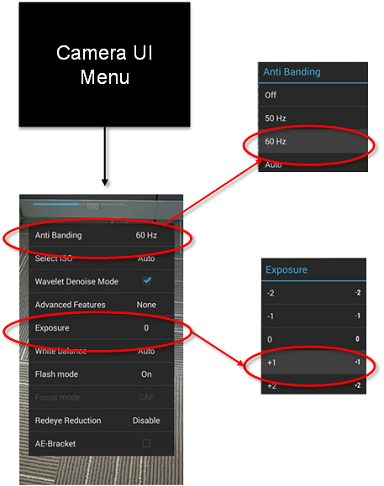 Camera UI
Menu
Anti Banding
Off
50 Hz
60 Hz
Auto
Anti Banding 60 Hz
Select ISO Auto
Wavelet Denoise Mode
Advanced Features None
Exposure 0
White balance Auto
Flash mode On
Focus mode CAF
Redeye Reduction Disable
AE-Bracket
Exposure
-2 -2
-1 -1
0 0
+1 +1
+2 +2